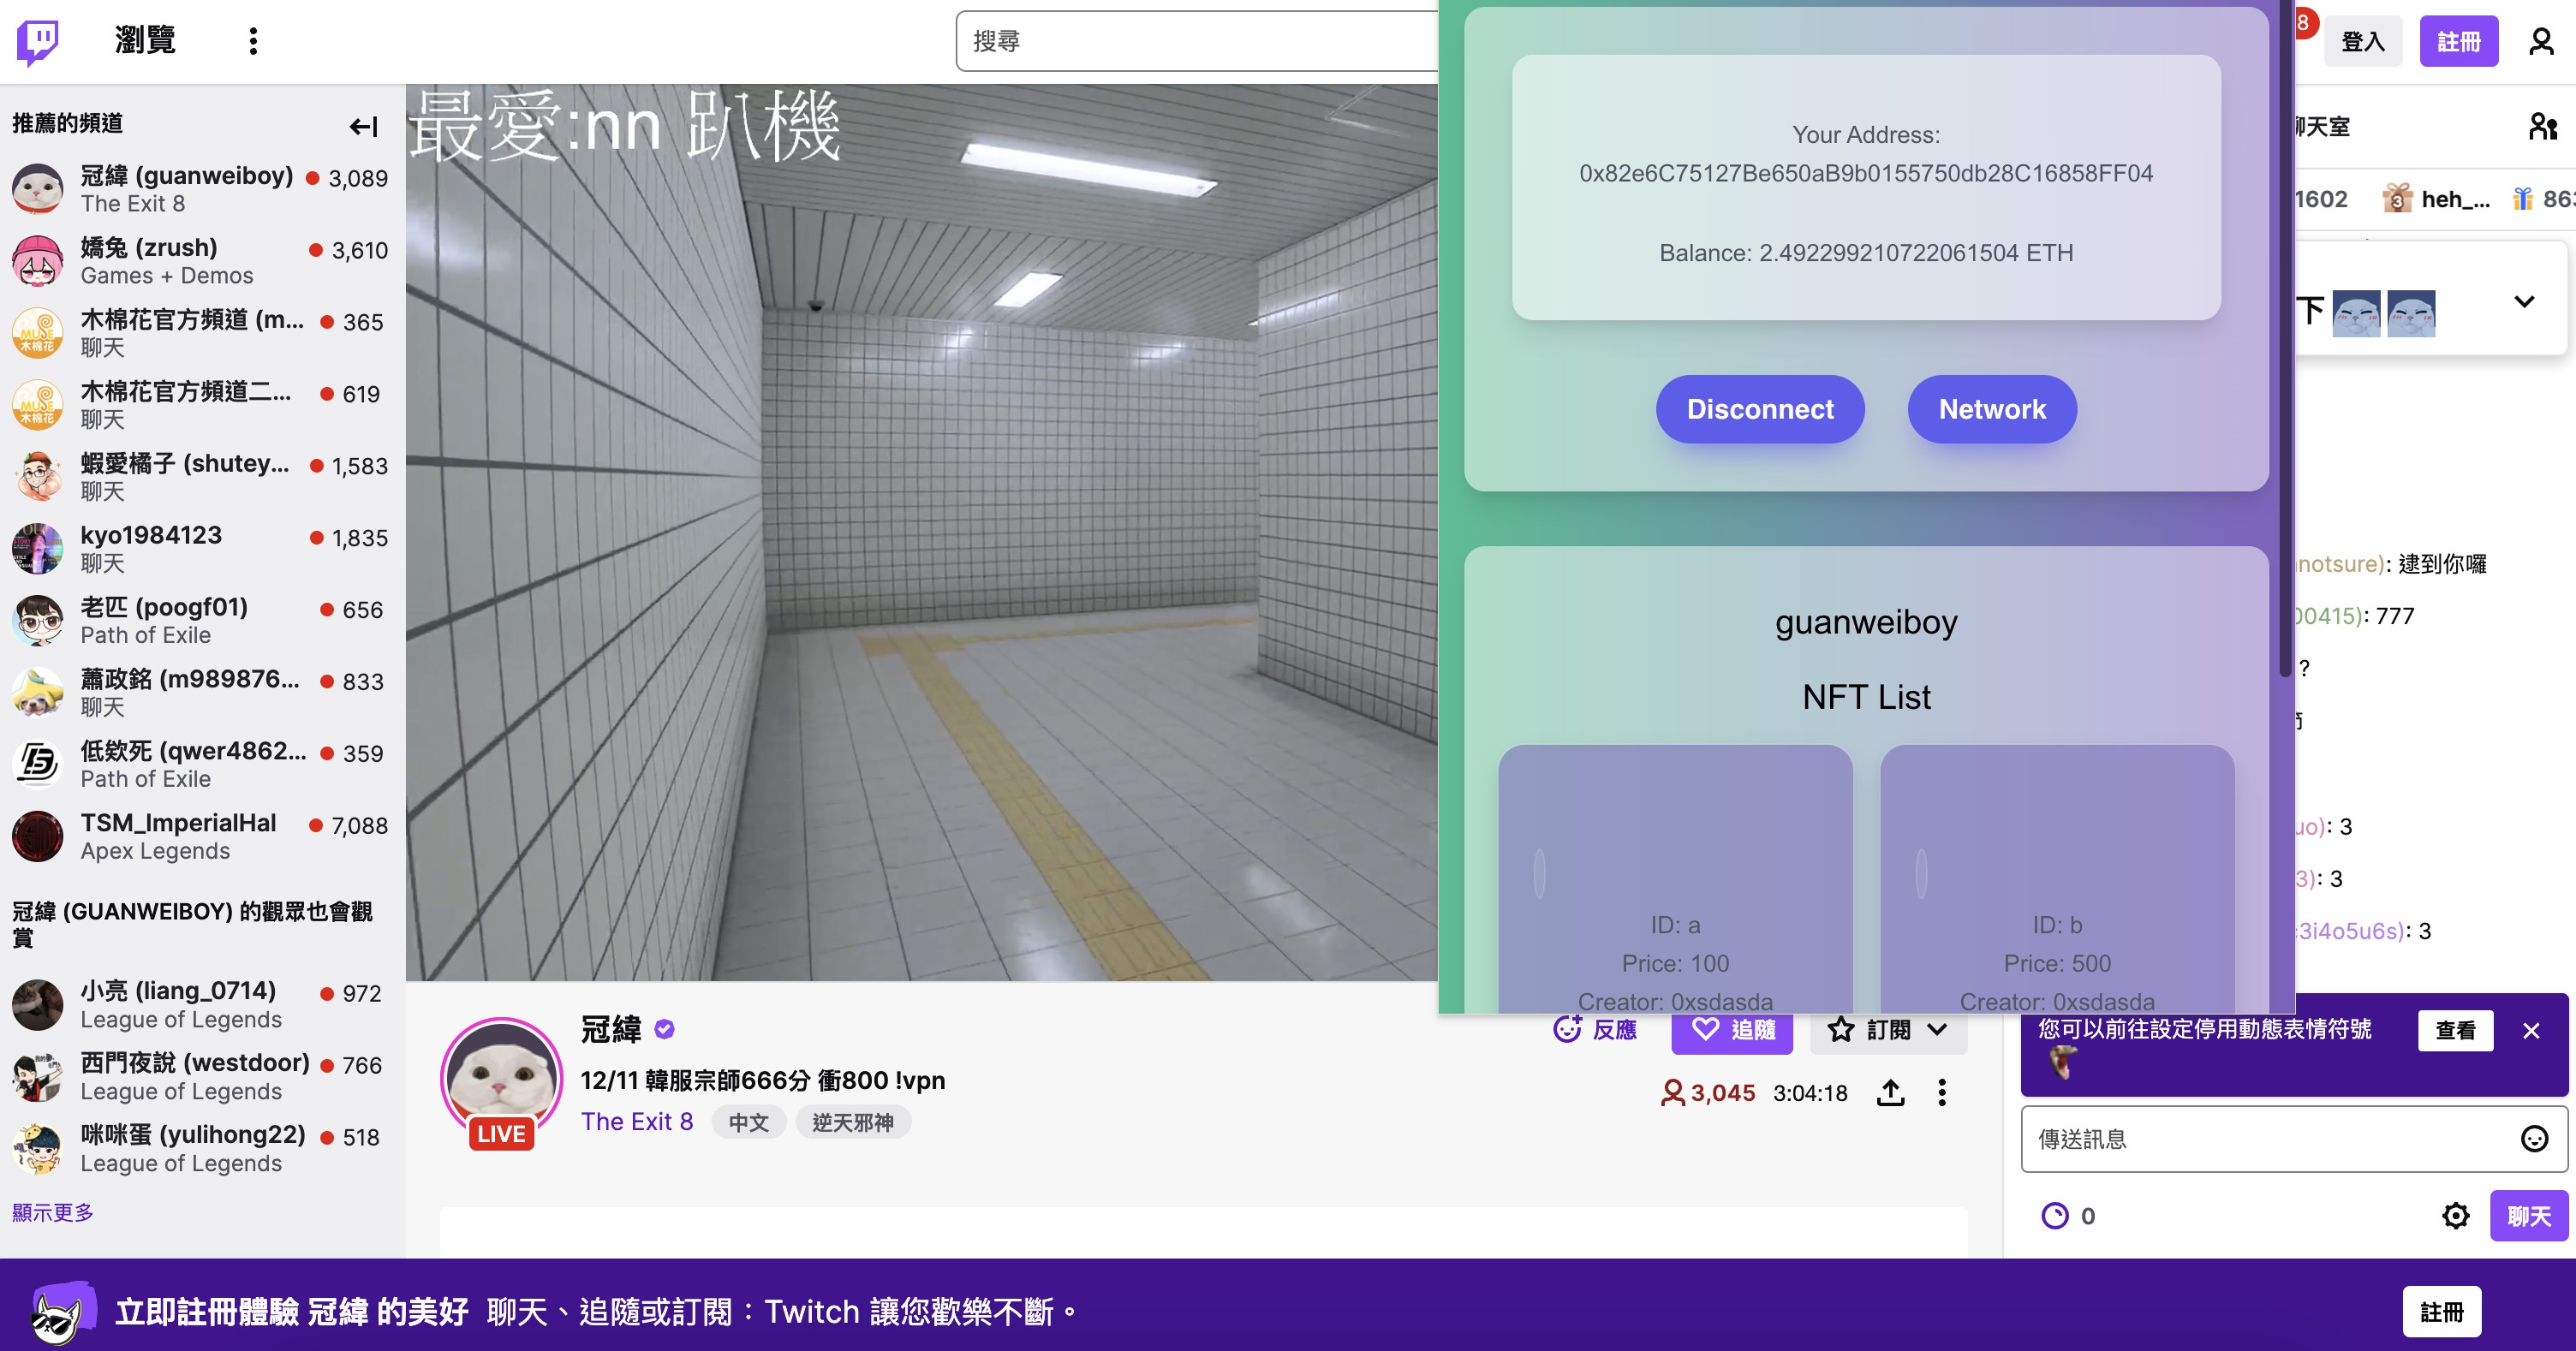 瀏覽
搜尋
8
登入
註冊
推薦的頻道
冠緯 (guanweiboy)
3,089
The Exit 8
嬌兔 (zrush)
3,610
Games + Demos
木棉花官方頻道 (m...
365
聊天
木棉花官方頻道二...
619
聊天
蝦愛橘子 (shutey...
1,583
聊天
kyo1984123
1,835
聊天
老匹 (poogf01)
656
Path of Exile
蕭政銘 (m989876...
833
聊天
低欸死 (qwer4862...
359
Path of Exile
TSM_ImperialHal
7,088
Apex Legends
冠緯 (GUANWEIBOY) 的觀眾也會觀
賞
小亮 (liang_0714)
972
League of Legends
西門夜說 (westdoor)
766
League of Legends
咪咪蛋 (yulihong22)
518
League of Legends
顯示更多
最愛:nn 趴機
Your Address:
0x82e6C75127Be650aB9b0155750db28C16858FF04
Balance: 2.492299210722061504 ETH
Disconnect
Network
guanweiboy
NFT List
ID: a
Price: 100
Creator: 0xsdasda
ID: b
Price: 500
Creator: 0xsdasda
聊天室
1602
3
heh_...
863
下
notsure): 逮到你囉
00415): 777
?
uo): 3
3): 3
c3i4o5u6s): 3
您可以前往設定停用動態表情符號
查看
傳送訊息
0
聊天
冠緯
反應
追隨
訂閱
12/11 韓服宗師666分 衝800 !vpn
3,045
3:04:18
The Exit 8
中文
逆天邪神
LIVE
立即註冊體驗 冠緯 的美好 聊天、追隨或訂閱：Twitch 讓您歡樂不斷。
註冊